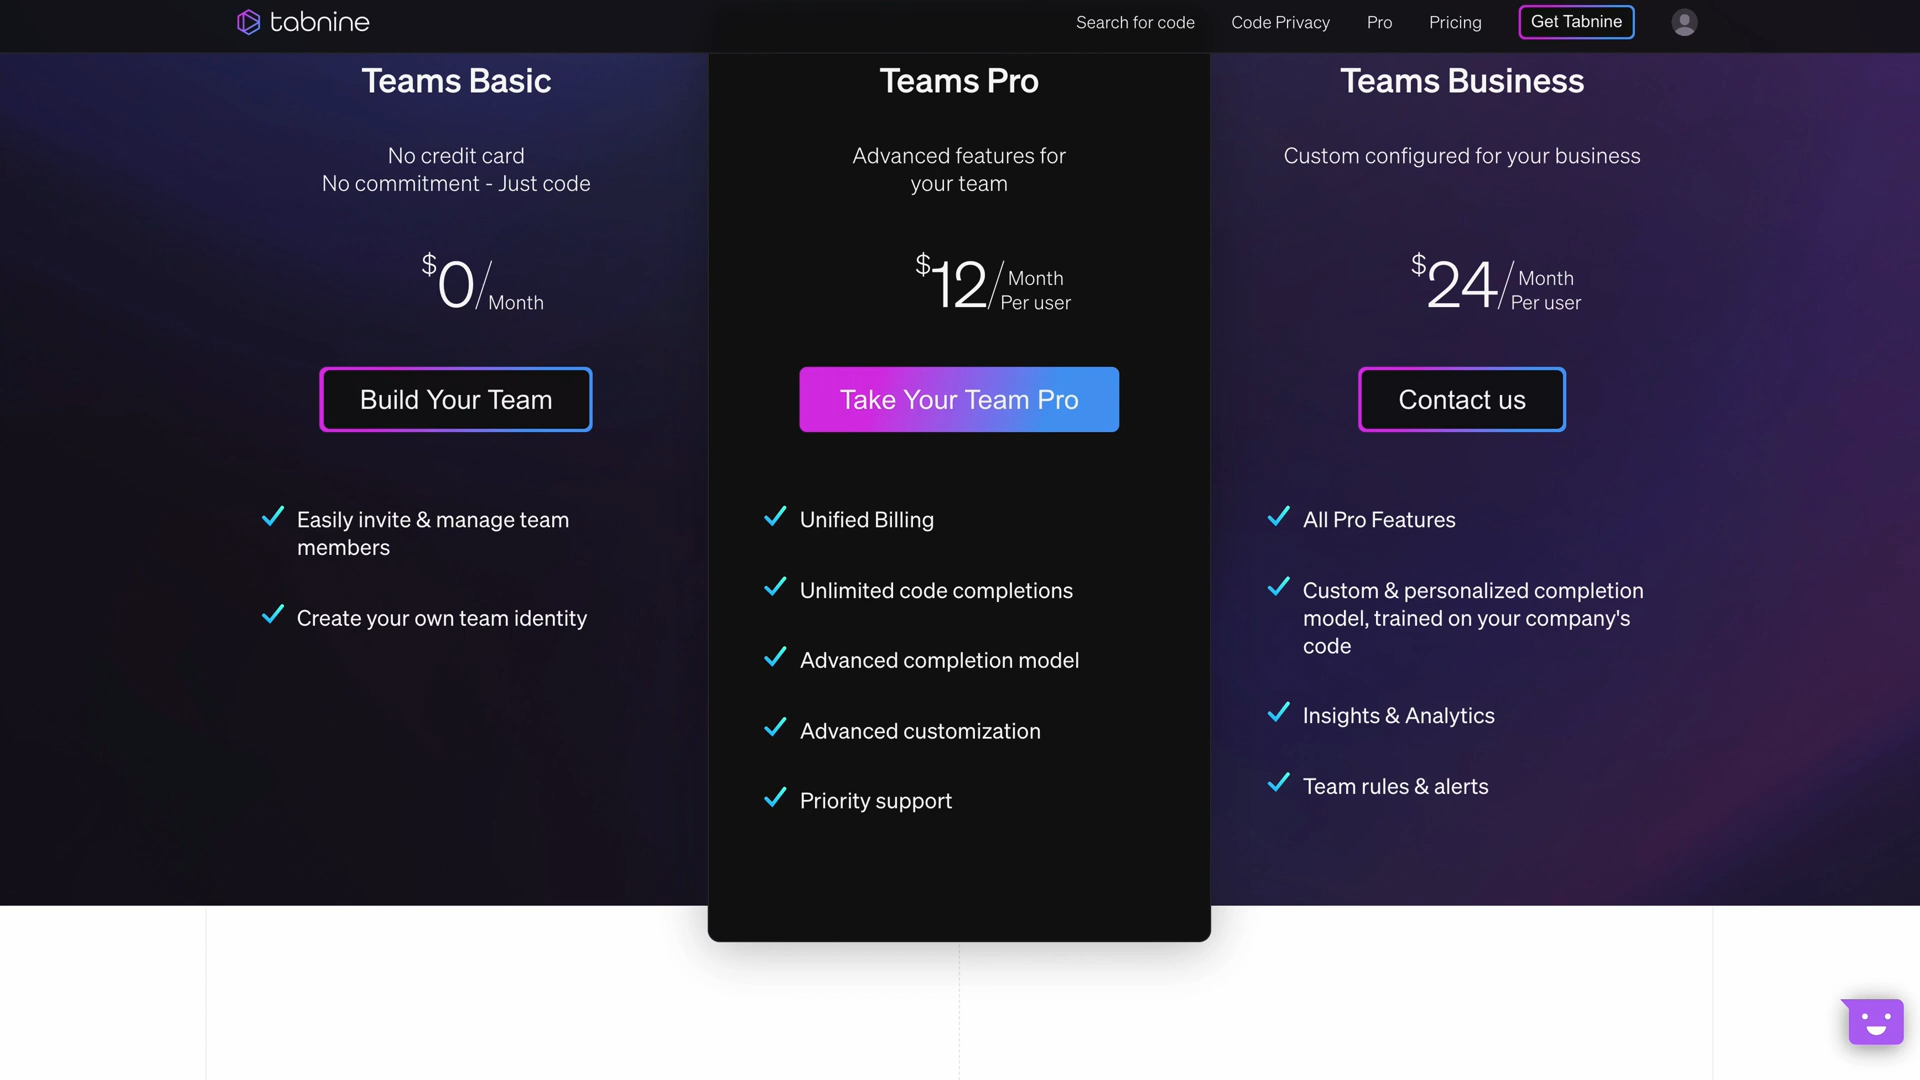 tabnine
Search for code
Code Privacy
Pro
Pricing
Get Tabnine
Teams Basic
No credit card
No commitment - Just code
$0/
Month
Build Your Team
Easily invite & manage team
members
Create your own team identity
Teams Pro
Advanced features for
your team
$12/
Month
Per user
Take Your Team Pro
Unified Billing
Unlimited code completions
Advanced completion model
Advanced customization
Priority support
Teams Business
Custom configured for your business
$24/
Month
Per user
Contact us
All Pro Features
Custom & personalized completion
model, trained on your company's
code
Insights & Analytics
Team rules & alerts